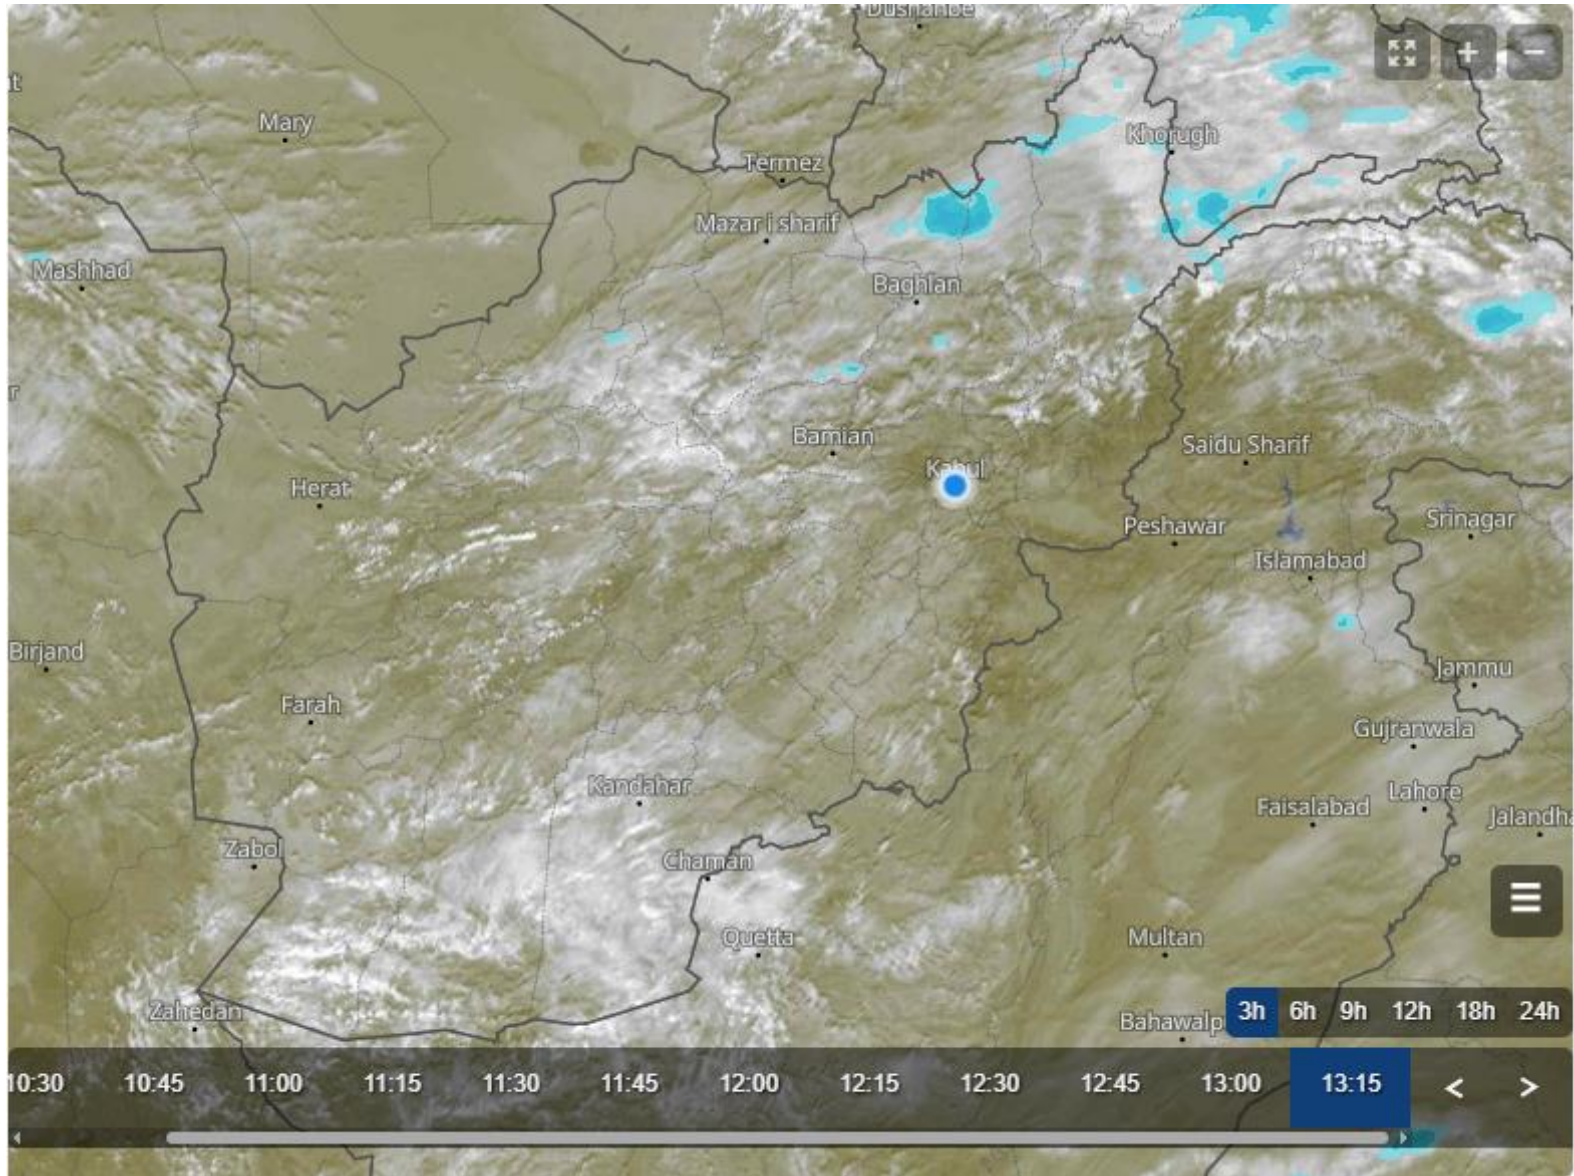 Dushanbe
Mary
Khorugh
Termez
Mazar i sharif
Mashhad
Baghlan
Bamian
Saidu Sharif
Kabul
Herat
Srinagar
Peshawar
Islamabad
Birjand
Jammu
Farah
Gujranwala
Kandahar
Lahore
Faisalabad
Jalandha
Zabol
Chaman
Quetta
Multan
Zahedan
Bahawalp
3h 6h 9h 12h 18h 24h
10:30 10:45 11:00 11:15 11:30 11:45 12:00 12:15 12:30 12:45 13:00 13:15 < >